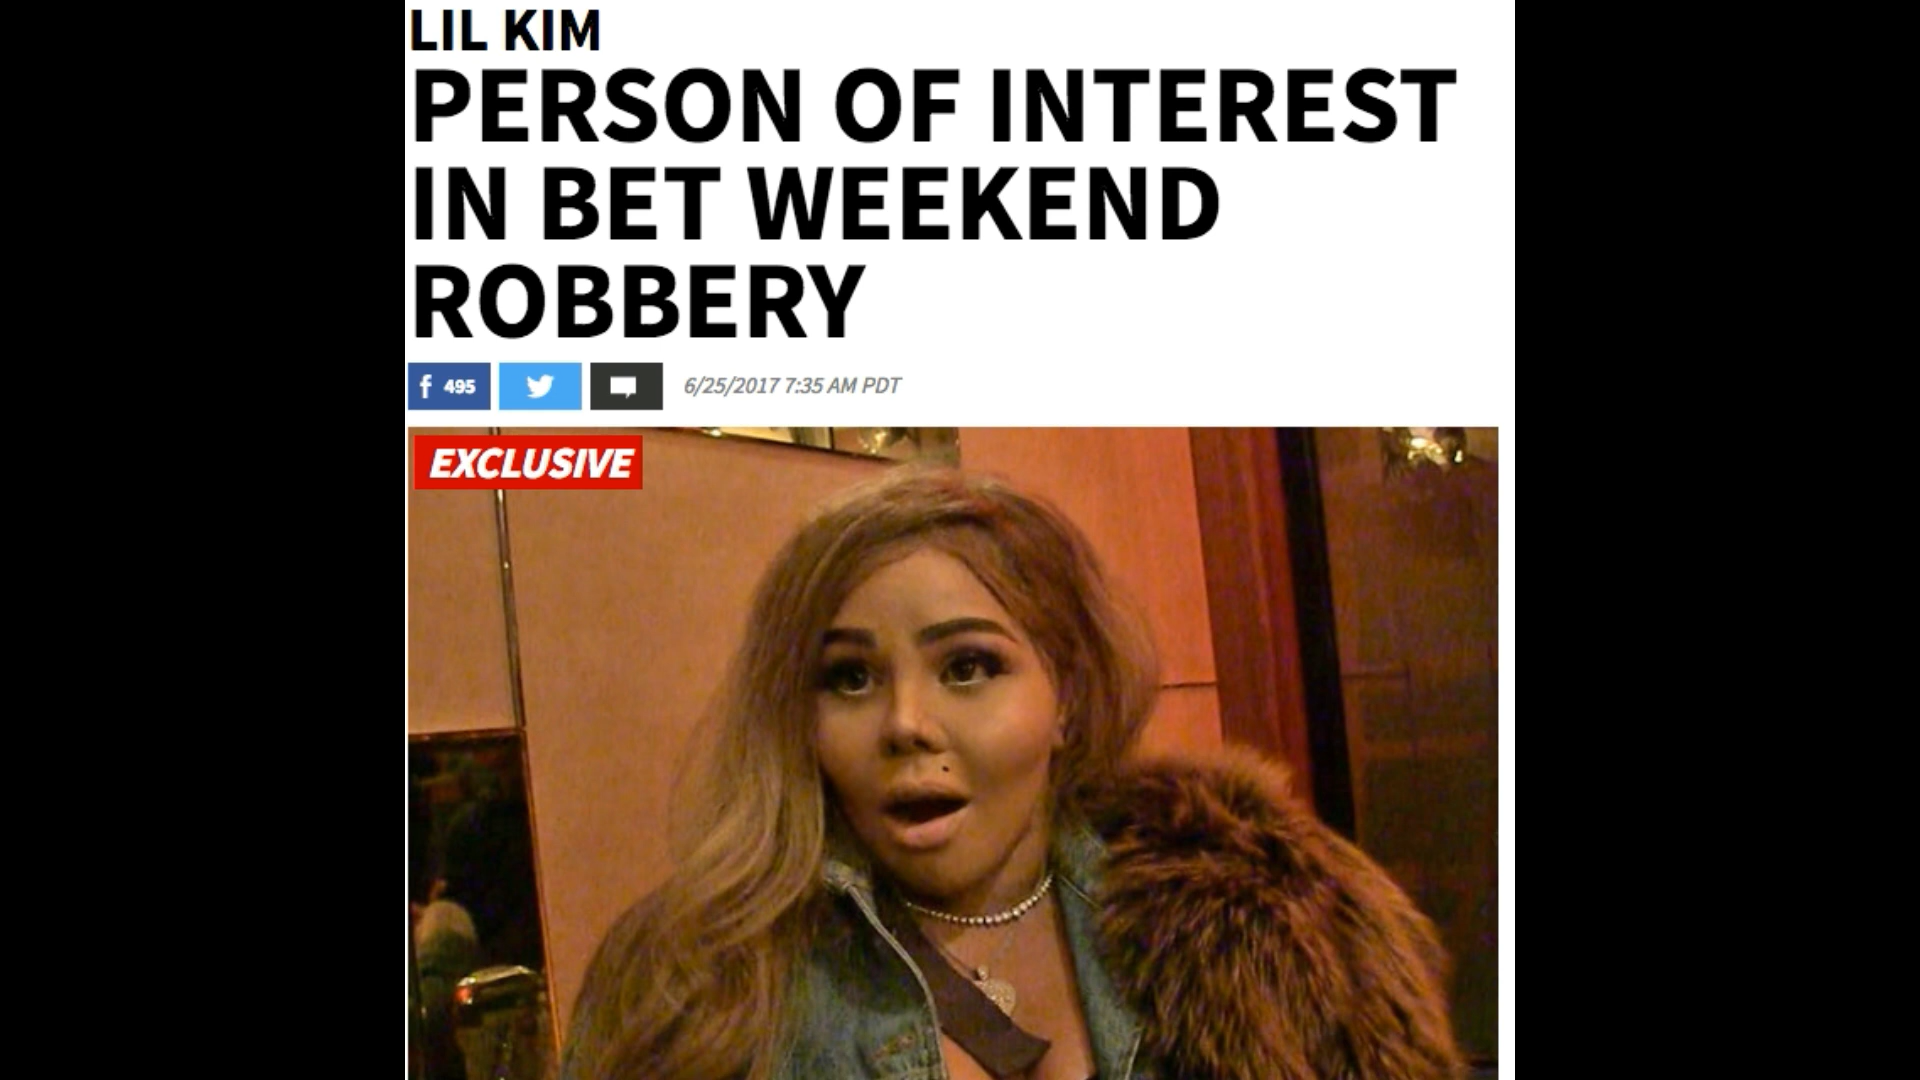 LIL KIM
PERSON OF INTEREST
IN BET WEEKEND
ROBBERY
f 495
6/25/2017 7:35 AM PDT
EXCLUSIVE